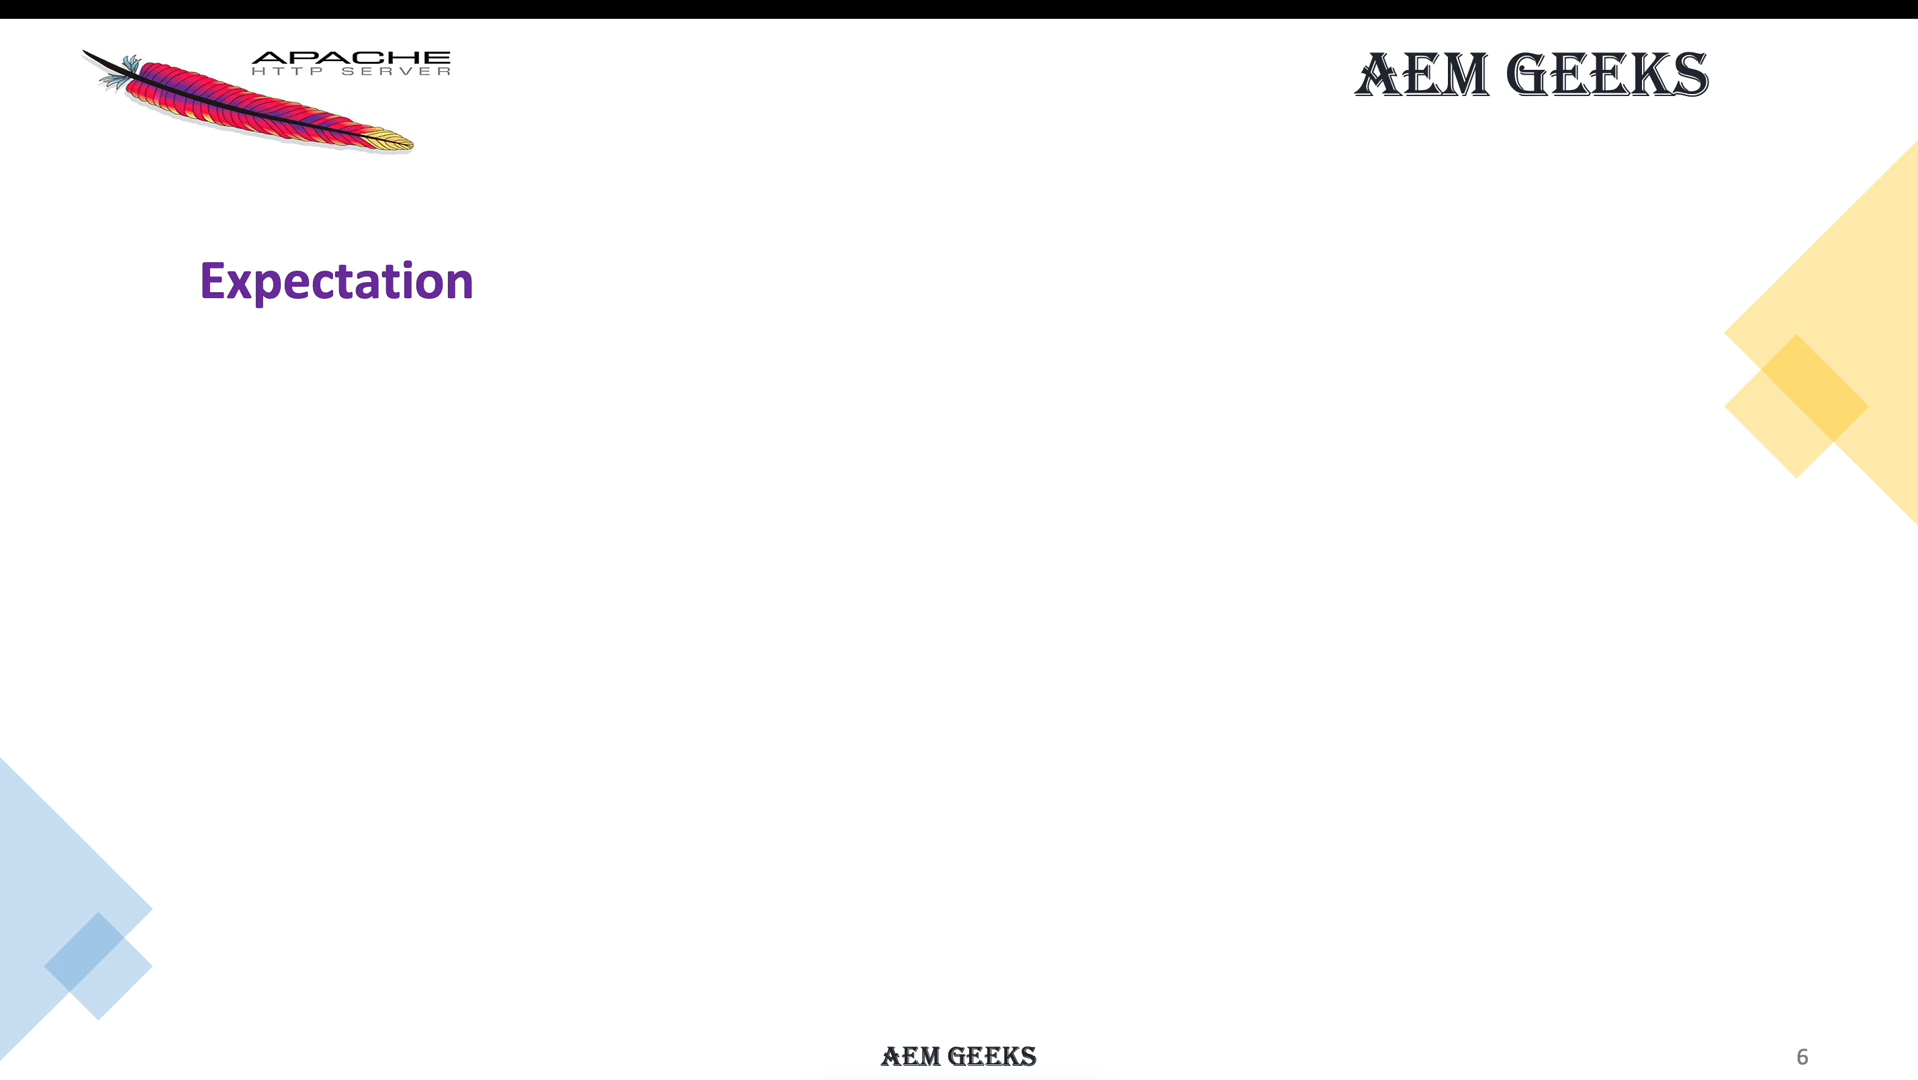 APACHE
HTTP SERVER
AEM GEEKS
Expectation
AEM GEEKS
6